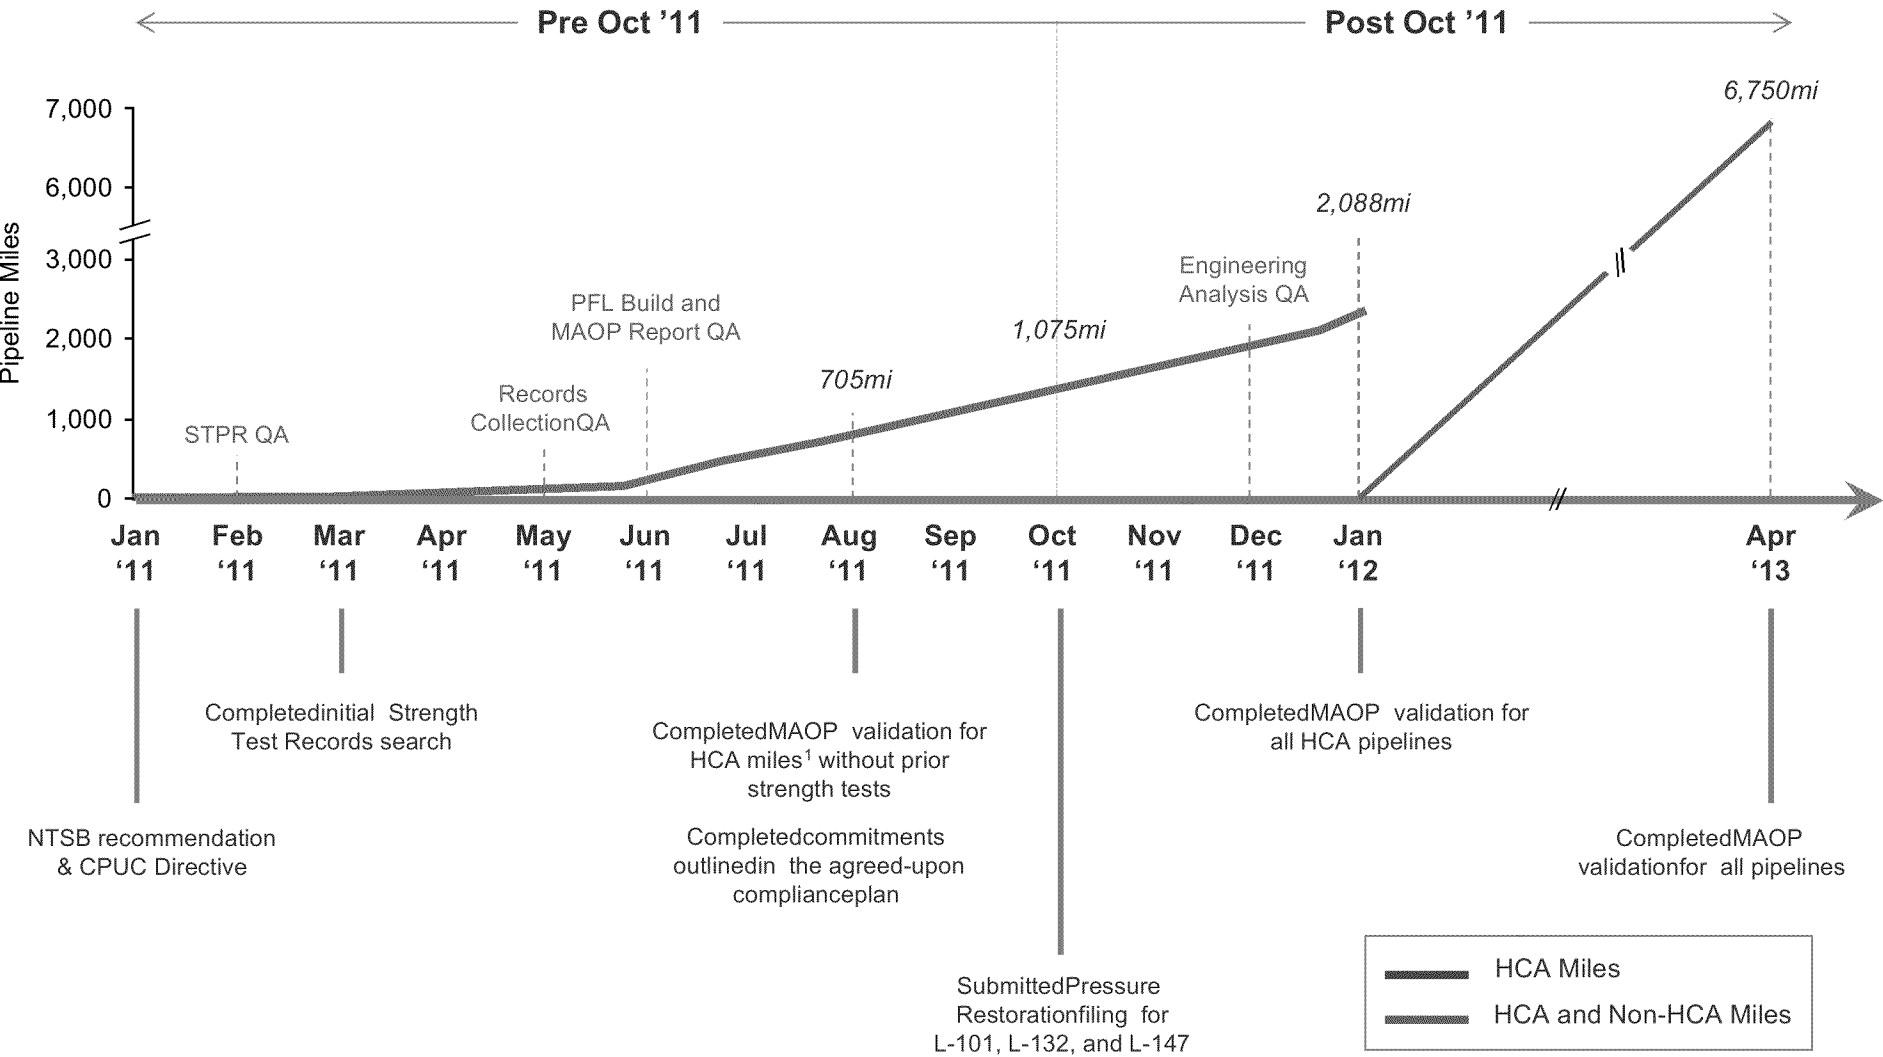 Pre Oct ’11
Post Oct ’11
6,750mi
7,000
6,000
3,000
2,000
1,000
0
Pipeline Miles
2,088mi
Engineering
Analysis QA
PFL Build and
MAOP Report QA
1,075mi
705mi
Records
CollectionQA
STPR QA
Jan Feb Mar Apr May Jun Jul Aug Sep Oct Nov Dec Jan Apr
‘11 ‘11 ‘11 ‘11 ‘11 ‘11 ‘11 ‘11 ‘11 ‘11 ‘11 ‘11 ‘12 ‘13
Completedinitial Strength
Test Records search
CompletedMAOP validation for
HCA miles¹ without prior
strength tests
CompletedMAOP validation for
all HCA pipelines
NTSB recommendation
& CPUC Directive
Completedcommitments
outlinedin the agreed-upon
complianceplan
CompletedMAOP
validationfor all pipelines
SubmittedPressure
Restorationfiling for
L-101, L-132, and L-147
HCA Miles
HCA and Non-HCA Miles